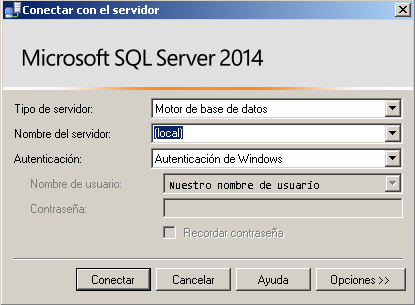 Conectar con el servidor
Microsoft SQL Server 2014
Tipo de servidor: Motor de base de datos
Nombre del servidor: (local)
Autenticación: Autenticación de Windows
Nombre de usuario: Nuestro nombre de usuario
Contraseña:
Recordar contraseña
Conectar Cancelar Ayuda Opciones >>